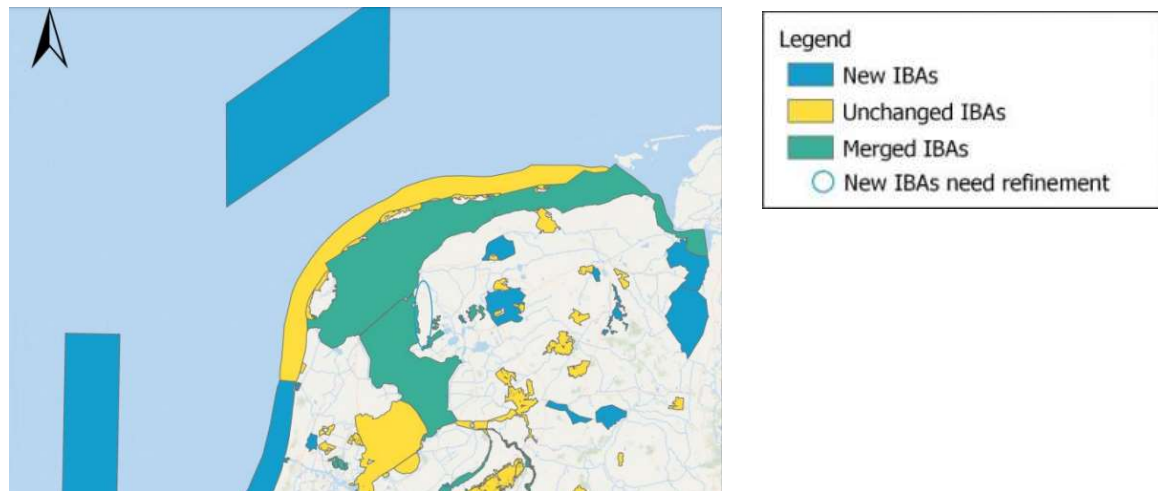 Legend
New IBAs
Unchanged IBAs
Merged IBAs
New IBAs need refinement